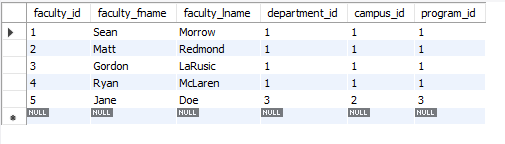 faculty_id faculty_fname faculty_lname department_id campus_id program_id
1 Sean Morrow 1 1 1
2 Matt Redmond 1 1 1
3 Gordon LaRusic 1 1 1
4 Ryan McLaren 1 1 1
5 Jane Doe 3 2 3
NULL NULL NULL NULL NULL NULL